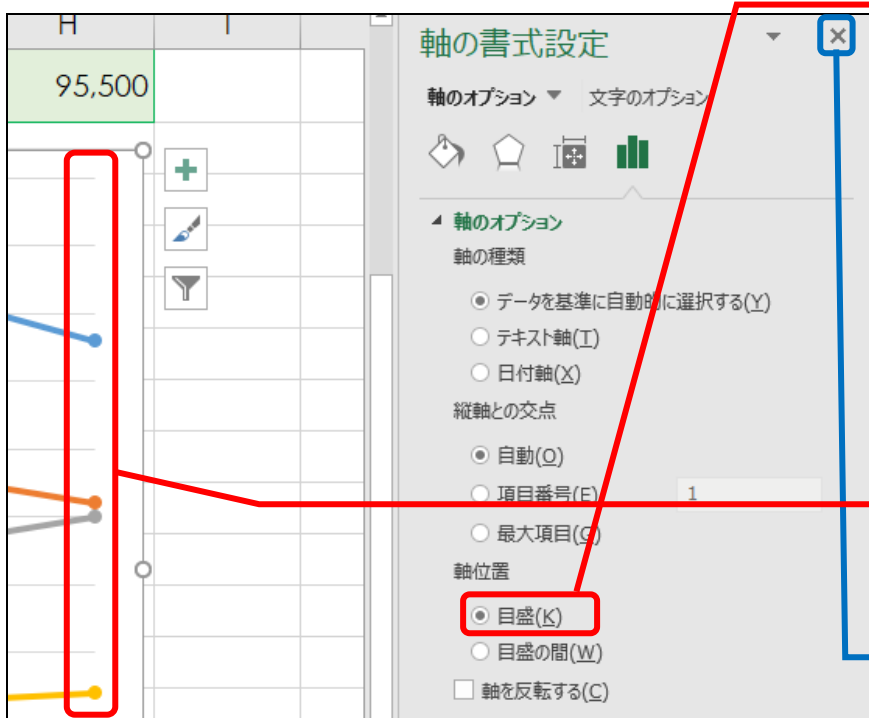 H
I
95,500
軸の書式設定
軸のオプション
文字のオプション
軸のオプション
軸の種類
データを基準に自動的に選択する(Y)
テキスト軸(T)
日付軸(X)
縦軸との交点
自動(O)
項目番号(E)
1
最大項目(G)
軸位置
目盛(K)
目盛の間(W)
軸を反転する(C)